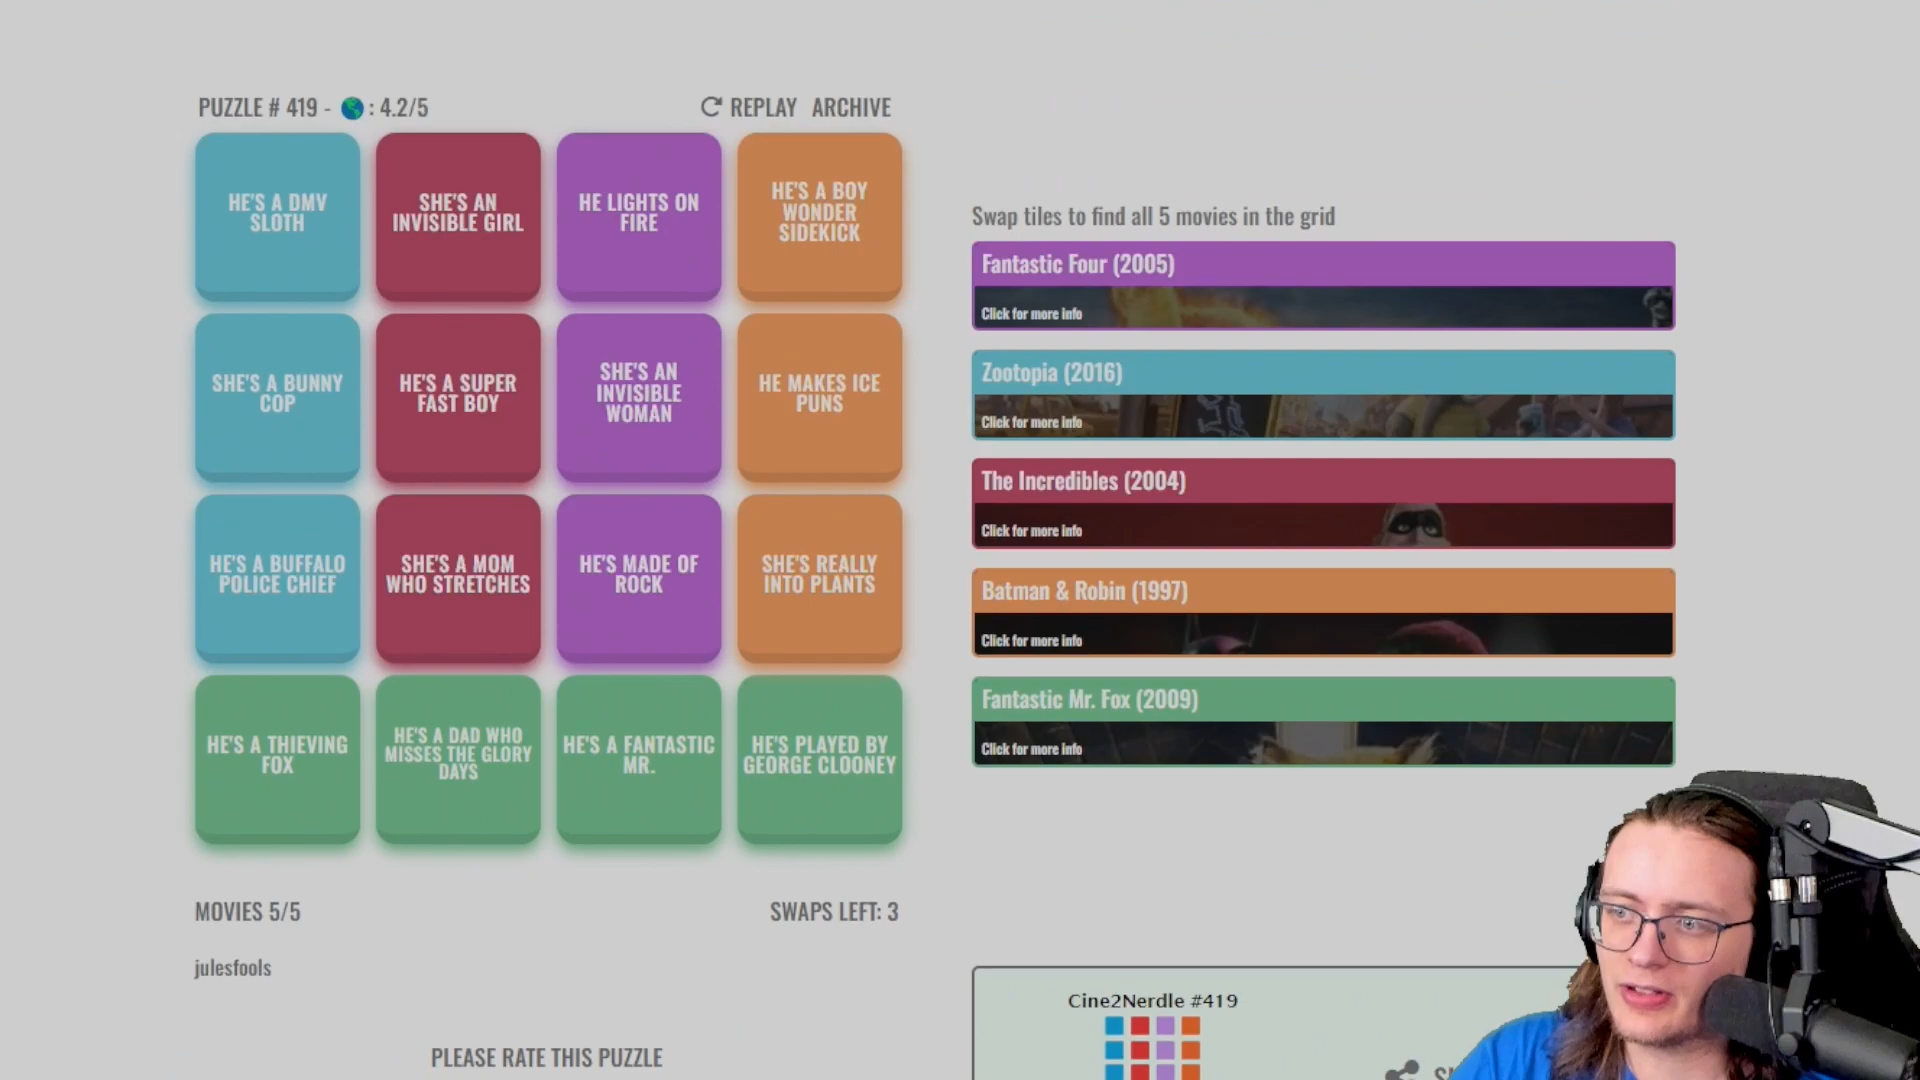 PUZZLE # 419 - : 4.2/5
REPLAY ARCHIVE
HE'S A DMV
SLOTH
SHE'S AN
INVISIBLE GIRL
HE LIGHTS ON
FIRE
HE'S A BOY
WONDER
SIDEKICK
SHE'S A BUNNY
COP
HE'S A SUPER
FAST BOY
SHE'S AN
INVISIBLE
WOMAN
HE MAKES ICE
PUNS
HE'S A BUFFALO
POLICE CHIEF
SHE'S A MOM
WHO STRETCHES
HE'S MADE OF
ROCK
SHE'S REALLY
INTO PLANTS
HE'S A THIEVING
FOX
HE'S A DAD WHO
MISSES THE GLORY
DAYS
HE'S A FANTASTIC
MR.
HE'S PLAYED BY
GEORGE CLOONEY
MOVIES 5/5
SWAPS LEFT: 3
julesfools
PLEASE RATE THIS PUZZLE
Swap tiles to find all 5 movies in the grid
Fantastic Four (2005)
Click for more info
Zootopia (2016)
Click for more info
The Incredibles (2004)
Click for more info
Batman & Robin (1997)
Click for more info
Fantastic Mr. Fox (2009)
Click for more info
Cine2Nerdle #419